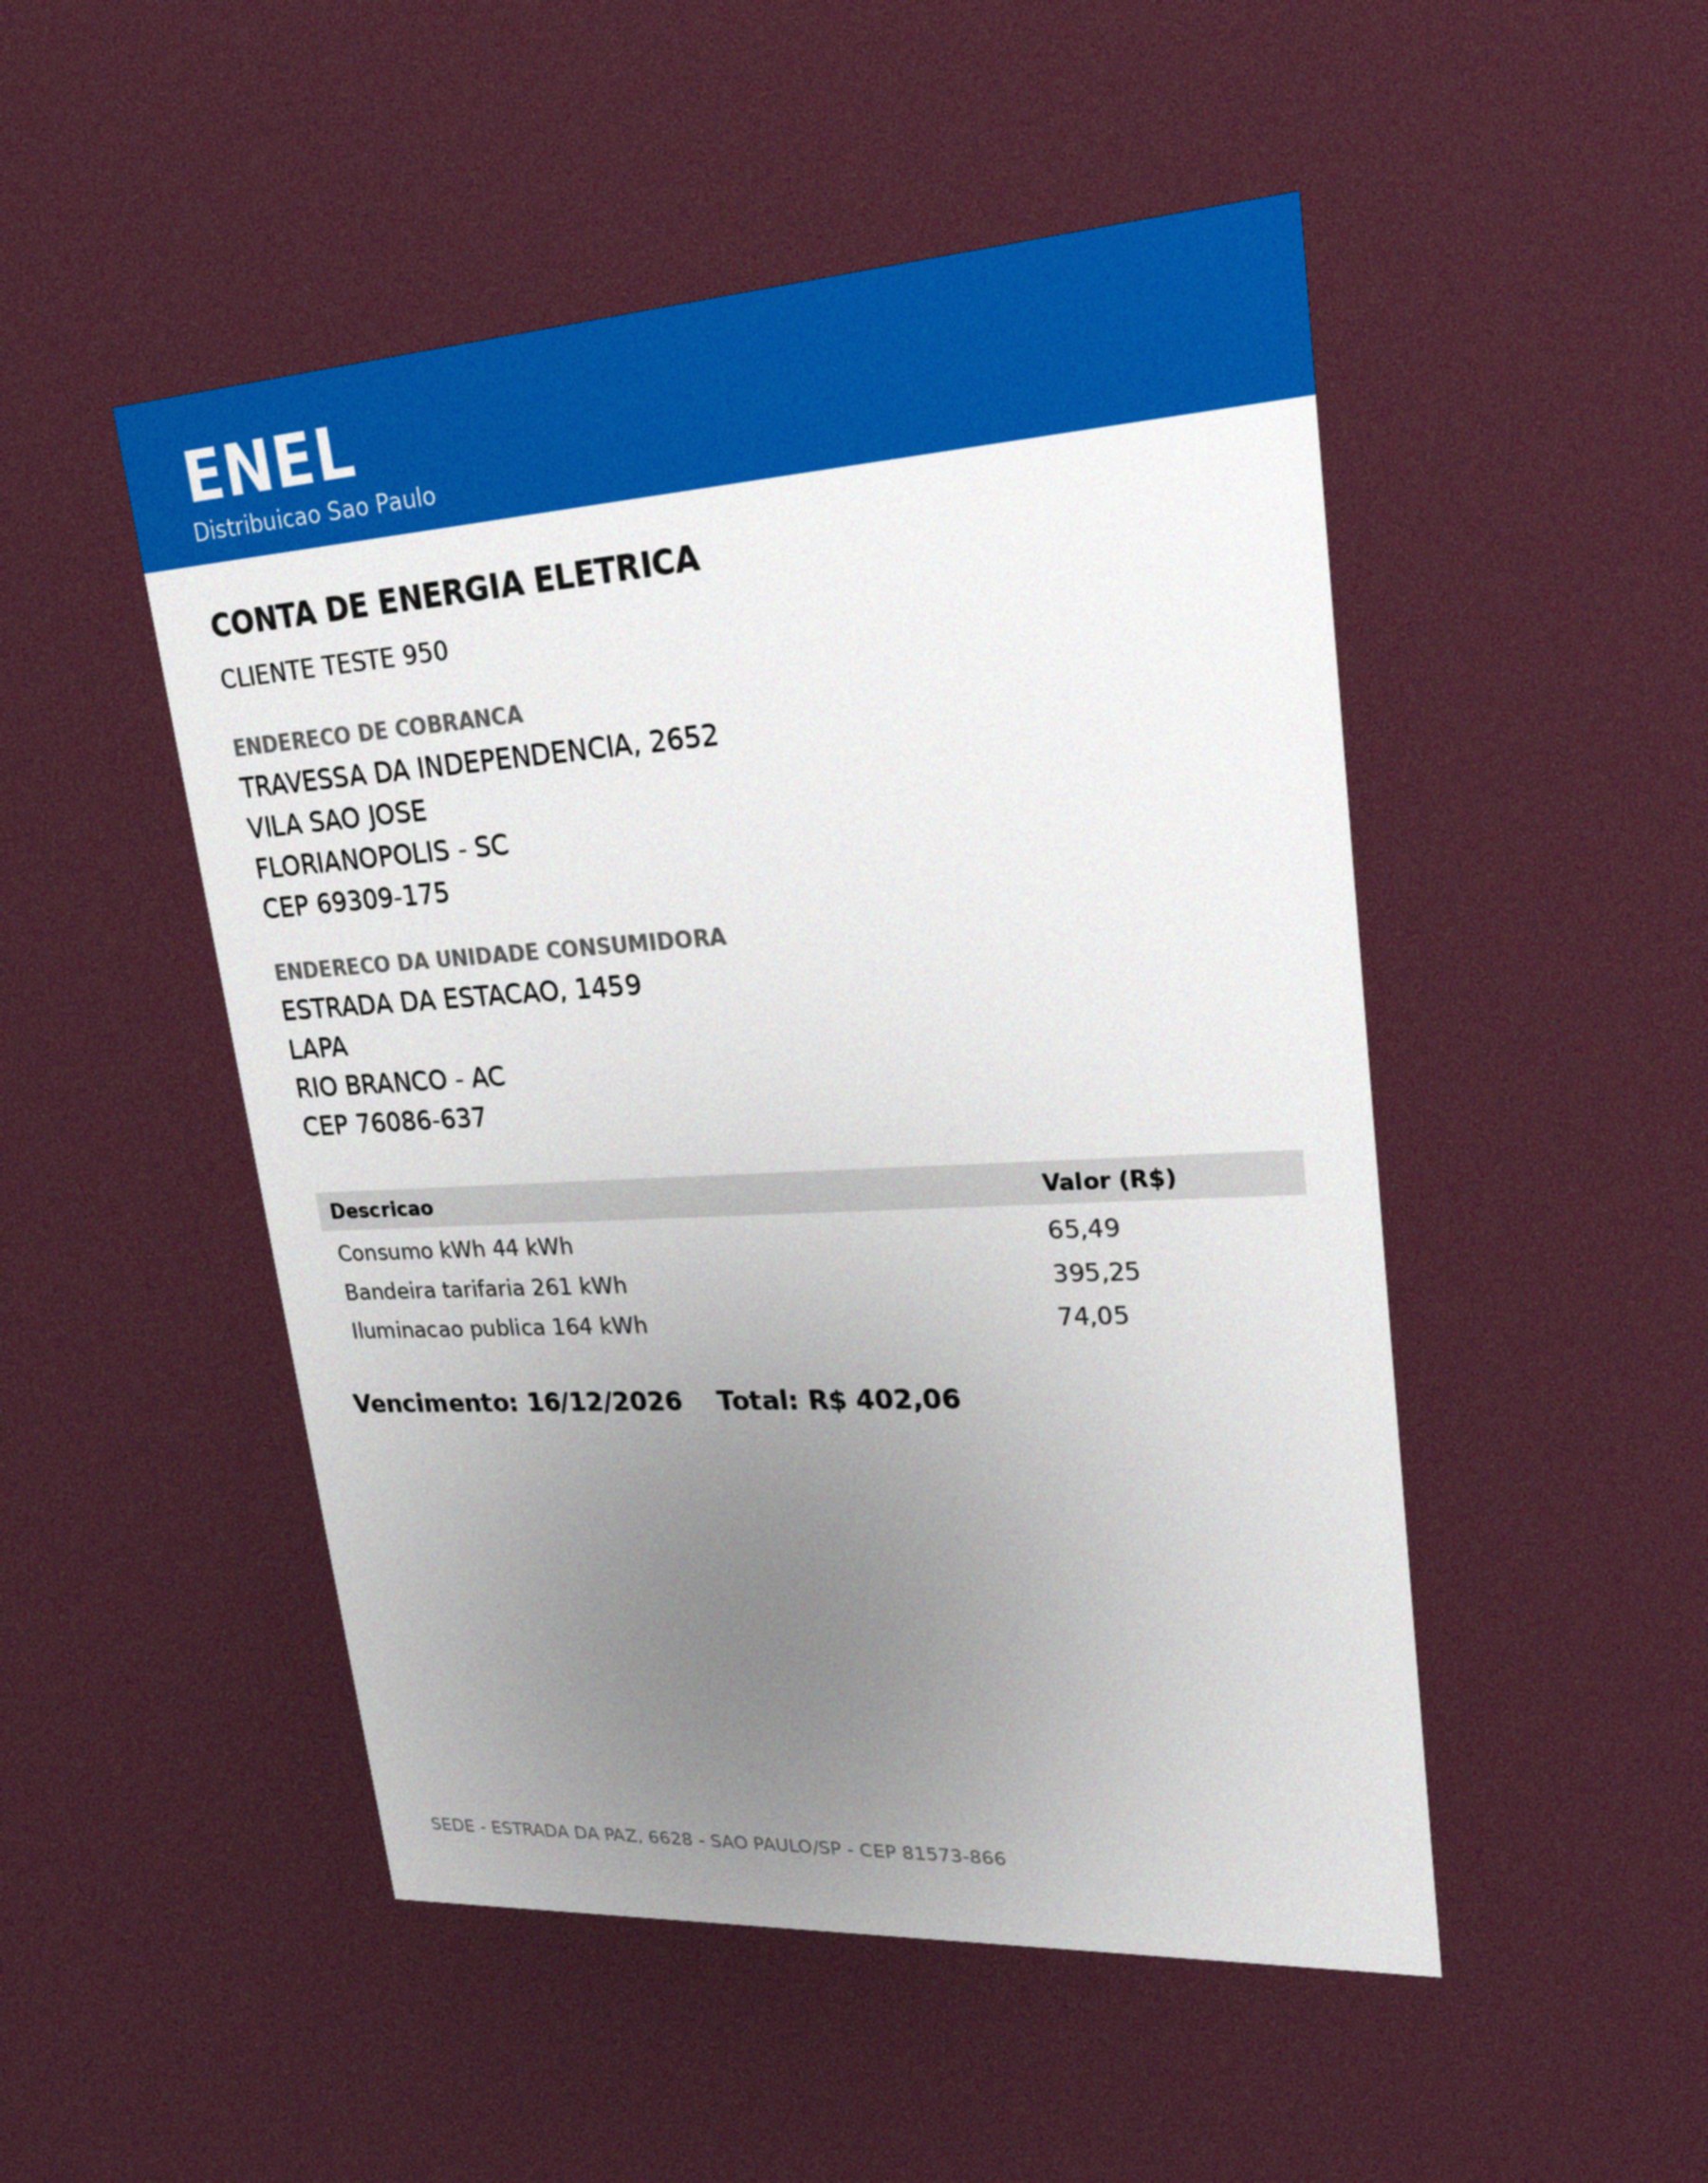 ENEL
Distribuicao Sao Paulo
CONTA DE ENERGIA ELETRICA
CLIENTE TESTE 950
ENDERECO DE COBRANCA
TRAVESSA DA INDEPENDENCIA, 2652
VILA SAO JOSE
FLORIANOPOLIS - SC
CEP 69309-175
ENDERECO DA UNIDADE CONSUMIDORA
ESTRADA DA ESTACAO, 1459
LAPA
RIO BRANCO - AC
CEP 76086-637
Descricao Valor (R$)
Consumo kWh 44 kWh 65,49
Bandeira tarifaria 261 kWh 395,25
Iluminacao publica 164 kWh 74,05
Vencimento: 16/12/2026 Total: R$ 402,06
SEDE - ESTRADA DA PAZ, 6628 - SAO PAULO/SP - CEP 81573-866